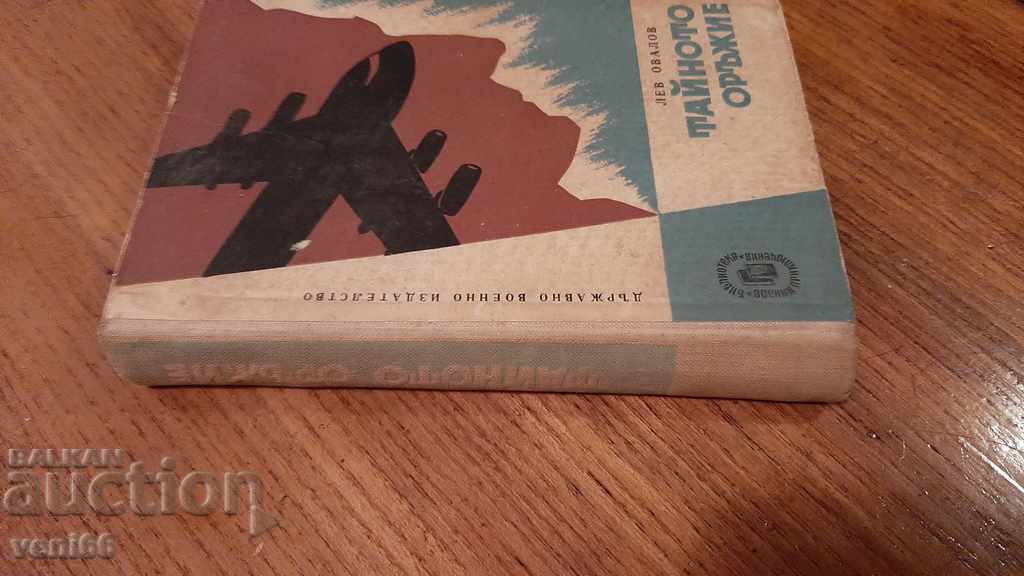 ЛЕВ ОВАЛОВ
ТАЙНОТО
ОРЪЖИЕ
ДЪРЖАВНО ВОЕННО ИЗДАТЕЛСТВО
ТАЙНОТО ОРЪЖИЕ
BALKAN
auction
veni66